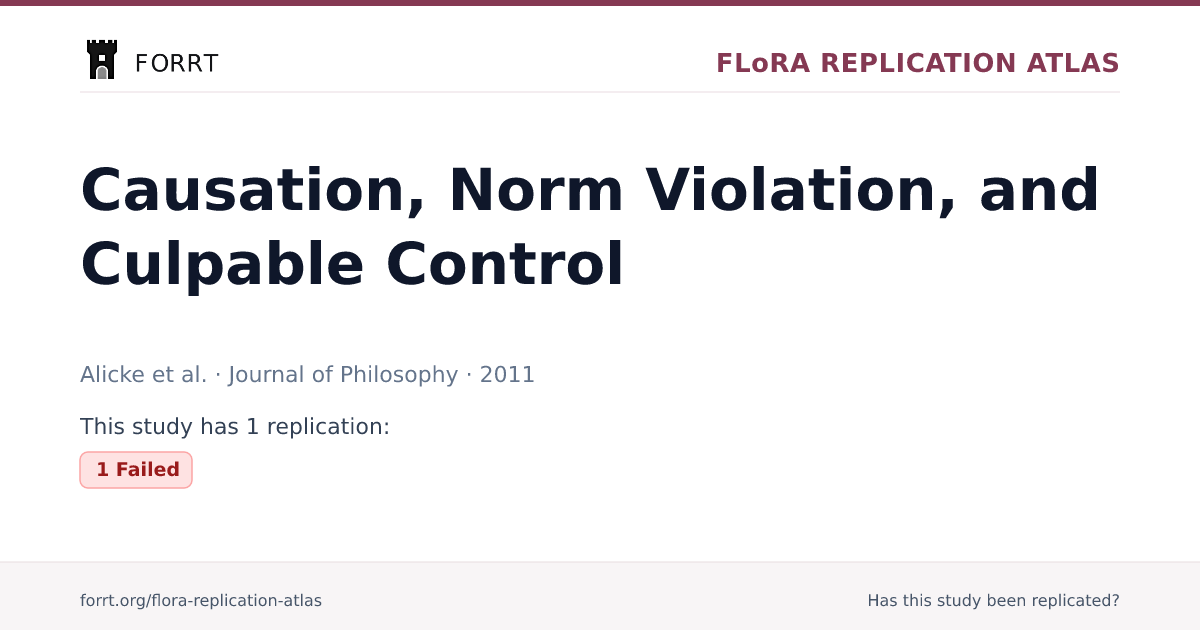 FORRT
FLoRA REPLICATION ATLAS
Causation, Norm Violation, and
Culpable Control
Alicke et al. · Journal of Philosophy · 2011
This study has 1 replication:
1 Failed
forrt.org/flora-replication-atlas
Has this study been replicated?